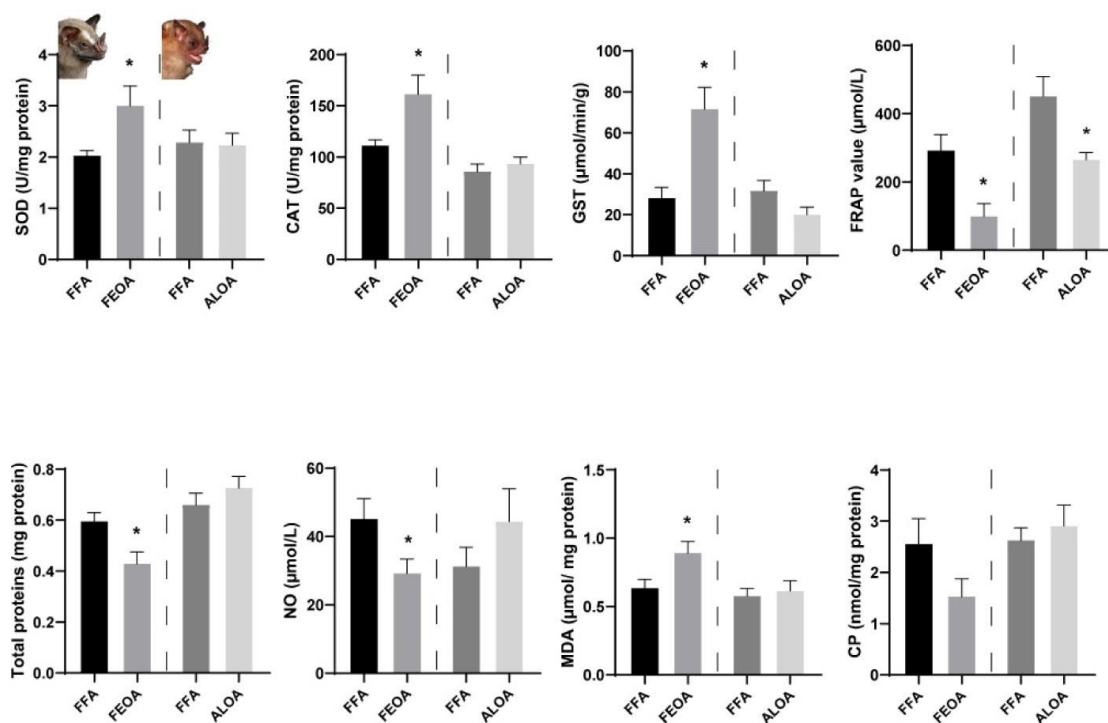 SOD (U/mg protein)
4
3
2
1
0
*
FFA
FEOA
FFA
ALOA
CAT (U/mg protein)
200
150
100
50
0
*
FFA
FEOA
FFA
ALOA
GST (μmol/min/g)
100
80
60
40
20
0
*
FFA
FEOA
FFA
ALOA
FRAP value (μmol/L)
600
400
200
0
*
*
FFA
FEOA
FFA
ALOA
Total proteins (mg protein)
0.8
0.6
0.4
0.2
0.0
*
FFA
FEOA
FFA
ALOA
NO (μmol/L)
60
40
20
0
*
FFA
FEOA
FFA
ALOA
MDA (μmol/ mg protein)
1.5
1.0
0.5
0.0
*
FFA
FEOA
FFA
ALOA
CP (nmol/mg protein)
4
3
2
1
0
FFA
FEOA
FFA
ALOA